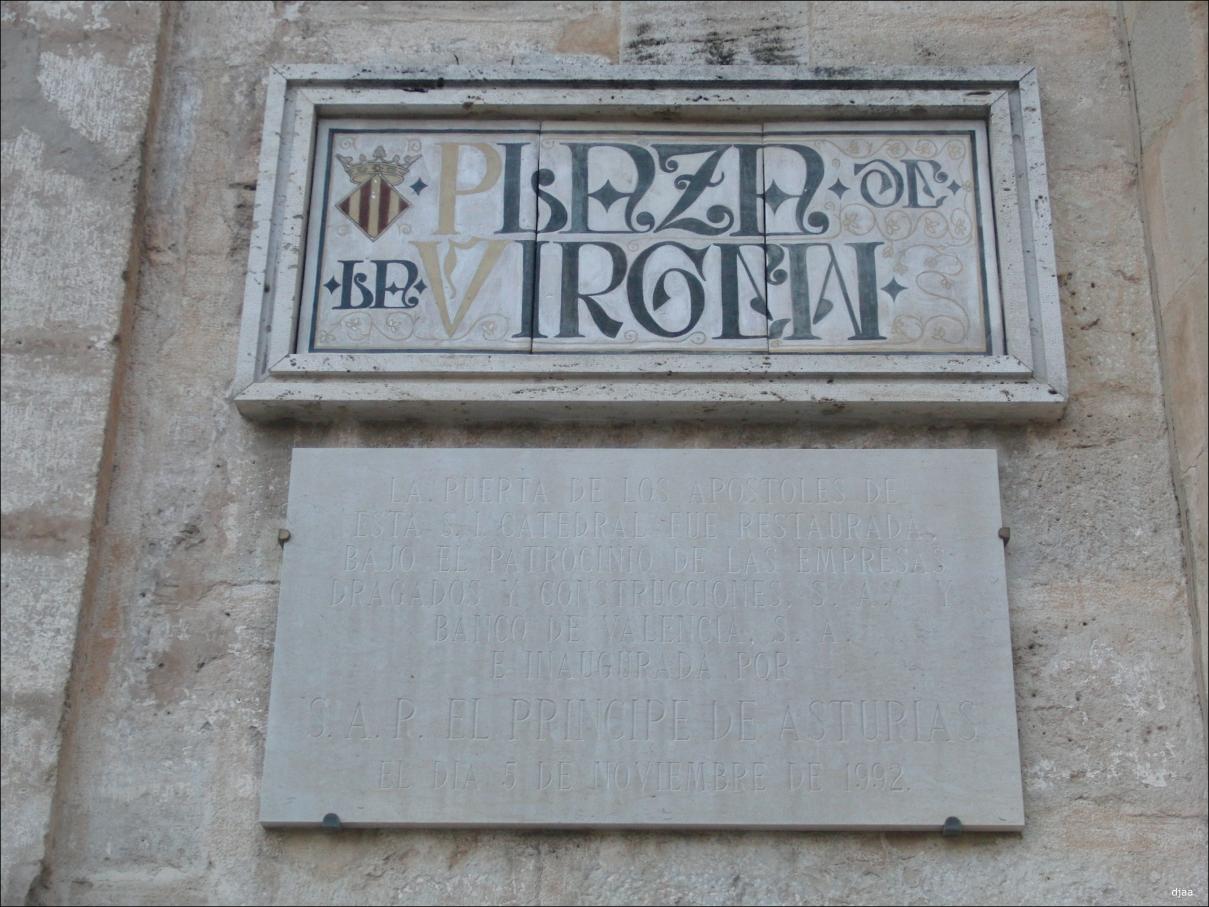 PLAZA DE
LA VIRGEN
LA PUERTA DE LOS APOSTOLES DE
ESTA S. I. CATEDRAL FUE RESTAURADA,
BAJO EL PATROCINIO DE LAS EMPRESAS
DRAGADOS Y CONSTRUCCIONES, S. A. Y
BANCO DE VALENCIA, S. A.
E INAUGURADA POR
S. A. R. EL PRINCIPE DE ASTURIAS
EL DIA 5 DE NOVIEMBRE DE 1992.
djaa